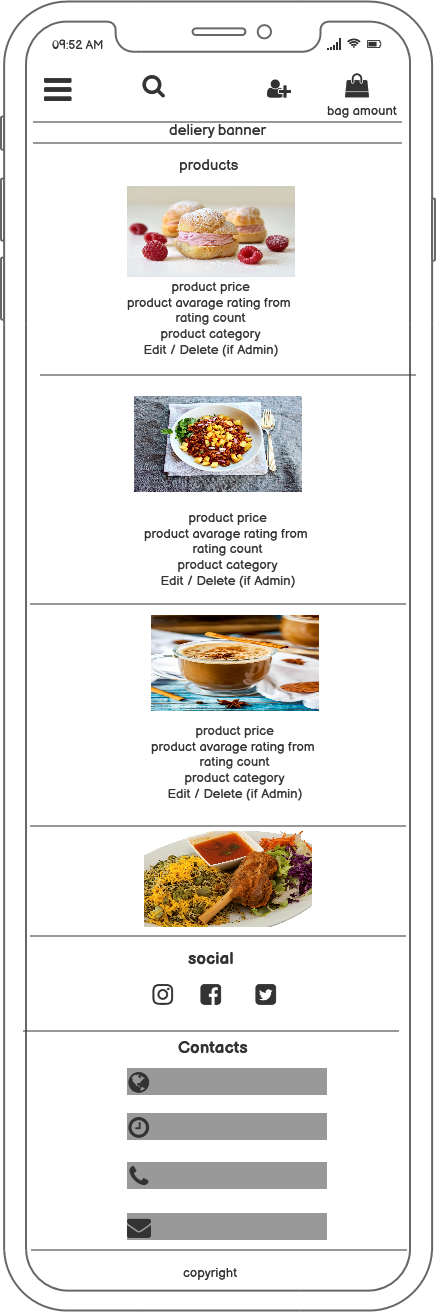 09:52 AM
bag amount
deliery banner
products
product price
product avarage rating from
rating count
product category
Edit / Delete (if Admin)
product price
product avarage rating from
rating count
product category
Edit / Delete (if Admin)
product price
product avarage rating from
rating count
product category
Edit / Delete (if Admin)
social
Contacts
copyright